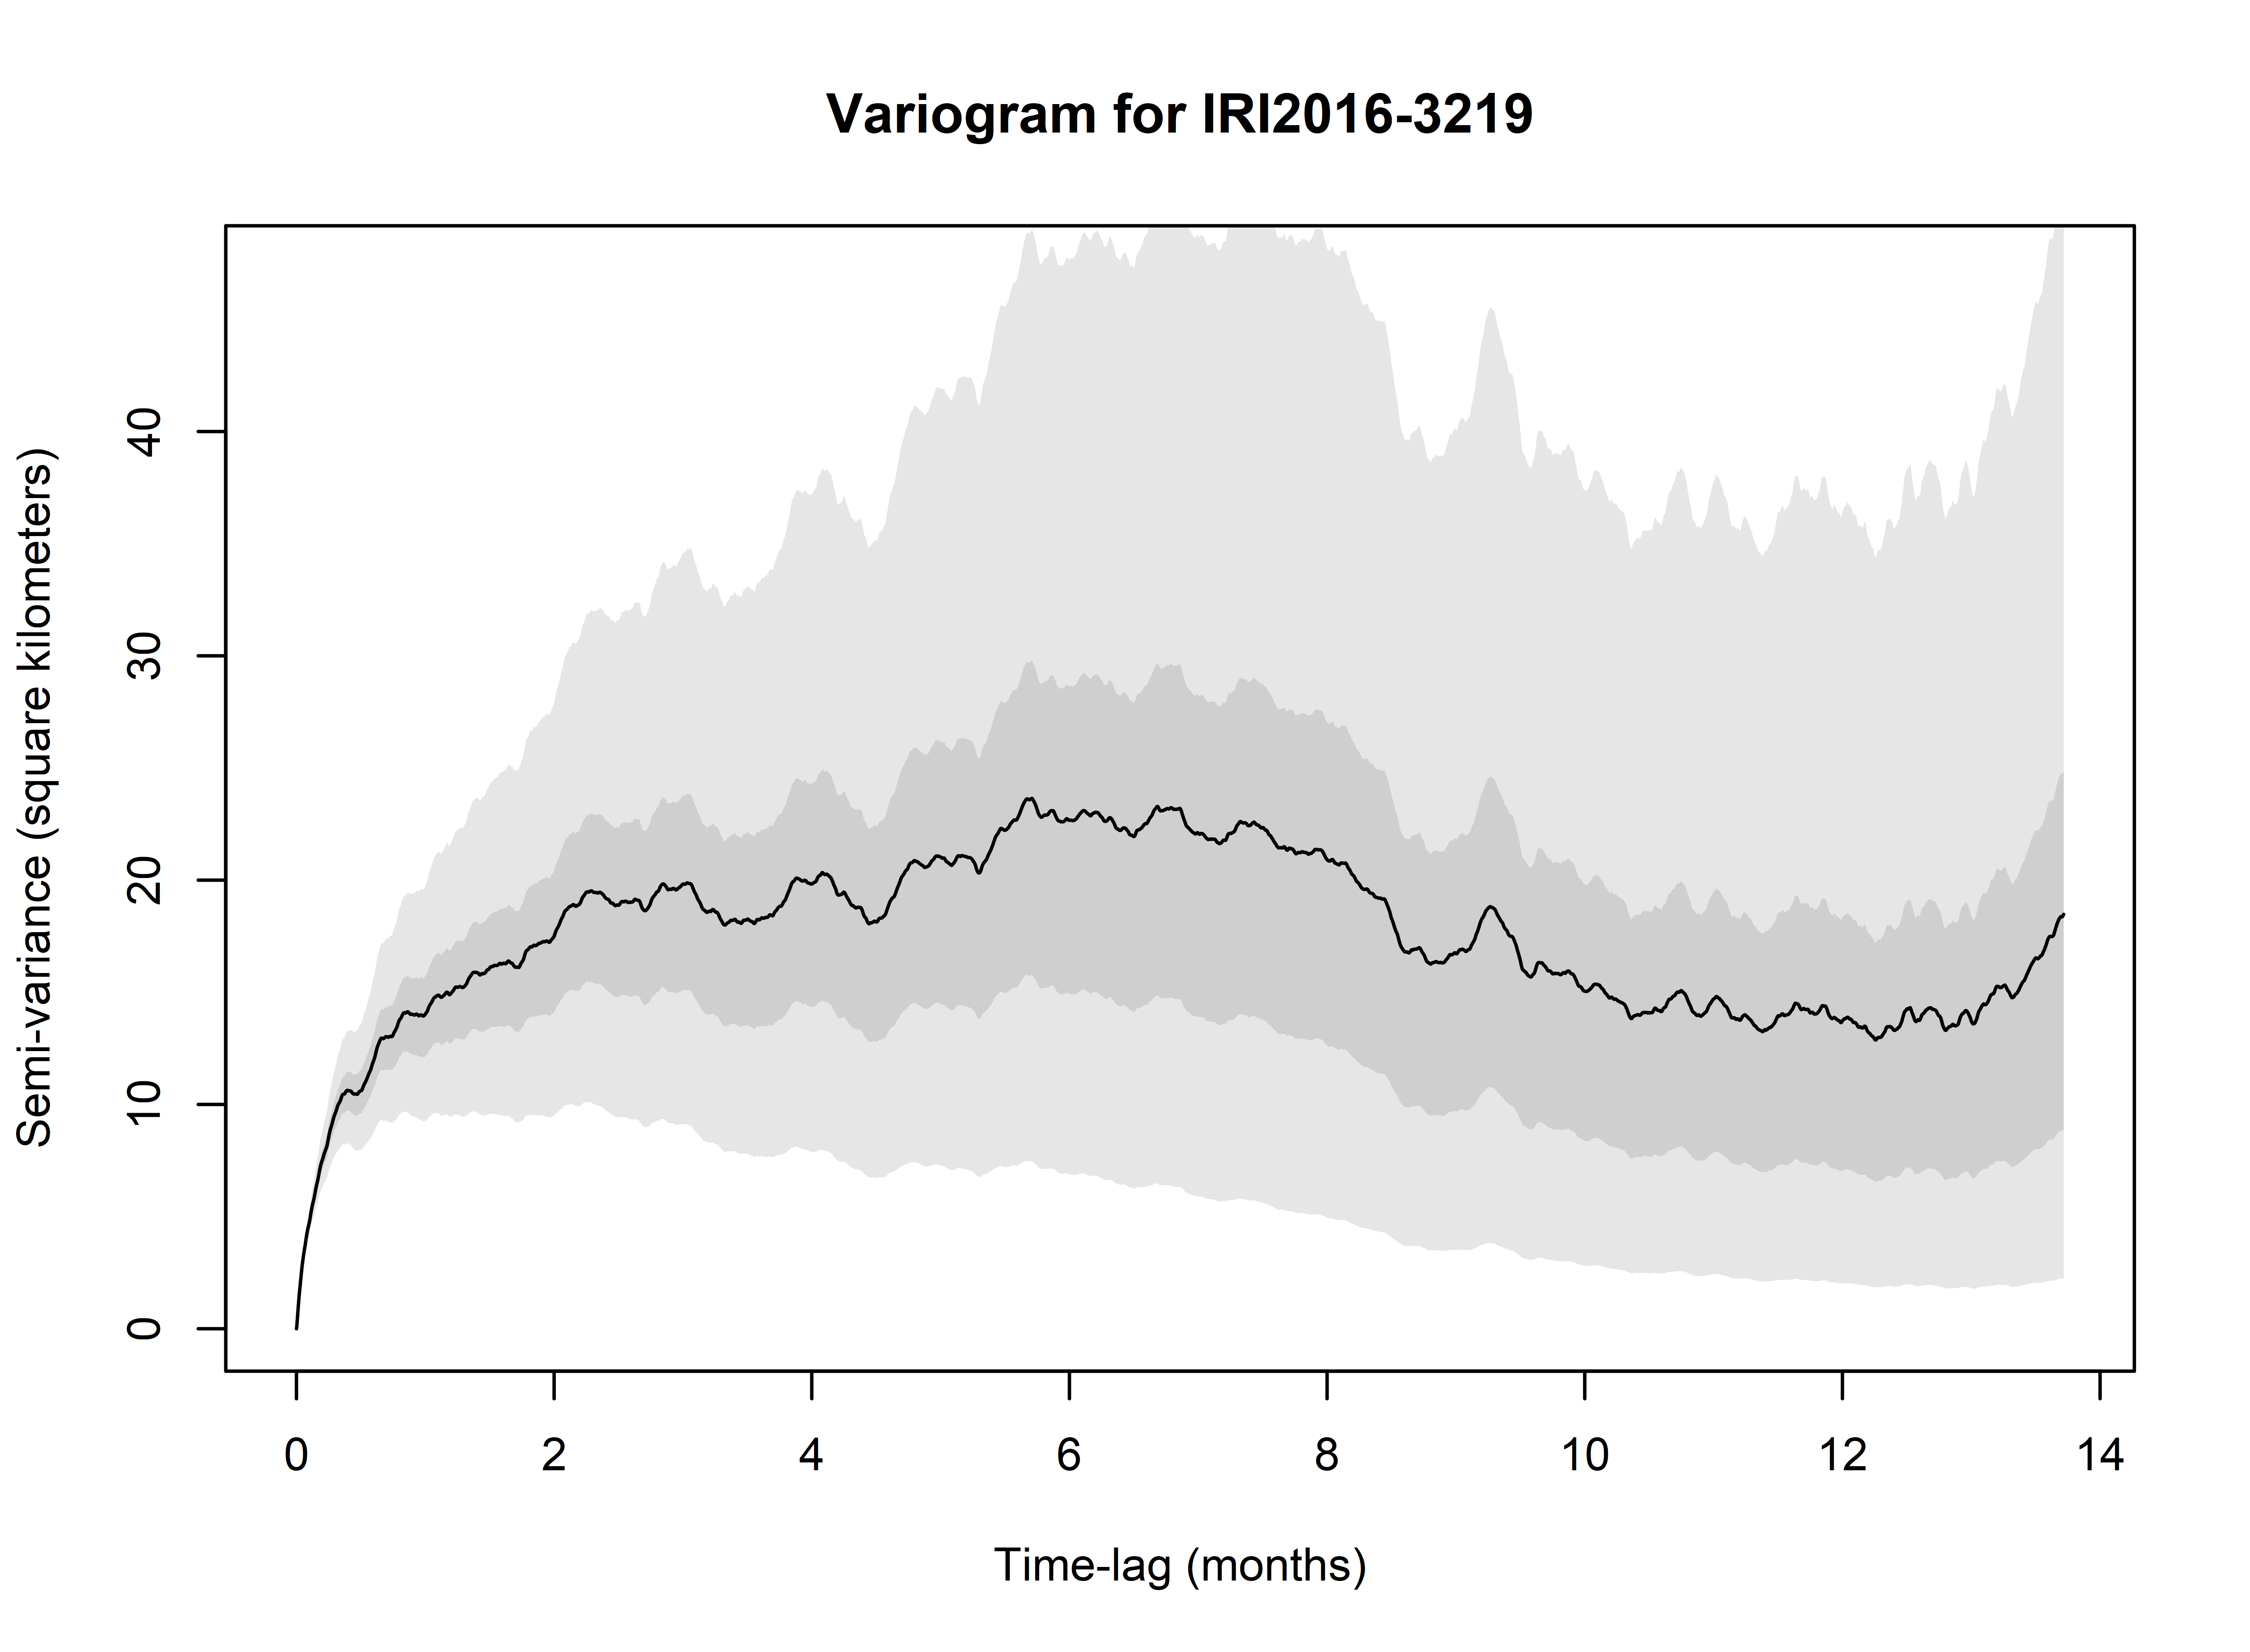 Variogram for IRI2016-3219
Semi-variance (square kilometers)
40
30
20
10
0
0 2 4 6 8 10 12 14
Time-lag (months)